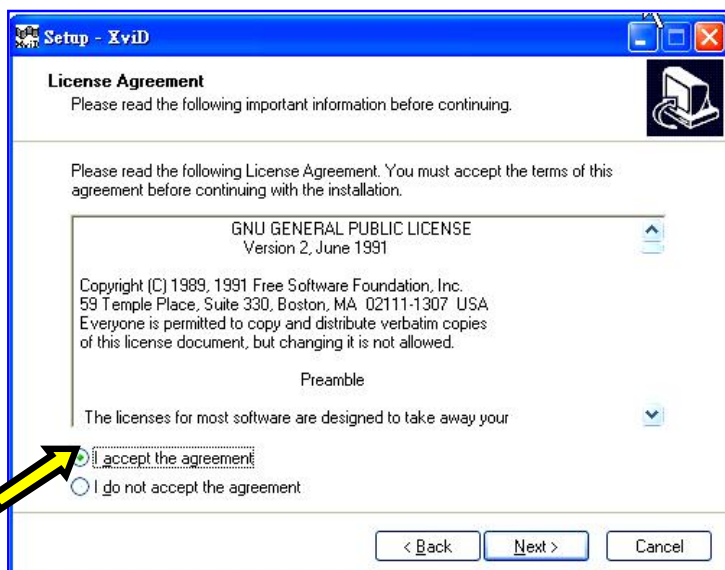 Setup - XviD
License Agreement
Please read the following important information before continuing.
Please read the following License Agreement. You must accept the terms of this
agreement before continuing with the installation.
GNU GENERAL PUBLIC LICENSE
Version 2, June 1991
Copyright (C) 1989, 1991 Free Software Foundation, Inc.
59 Temple Place, Suite 330, Boston, MA  02111-1307  USA
Everyone is permitted to copy and distribute verbatim copies
of this license document, but changing it is not allowed.
Preamble
The licenses for most software are designed to take away your
I accept the agreement
I do not accept the agreement
< Back Next > Cancel